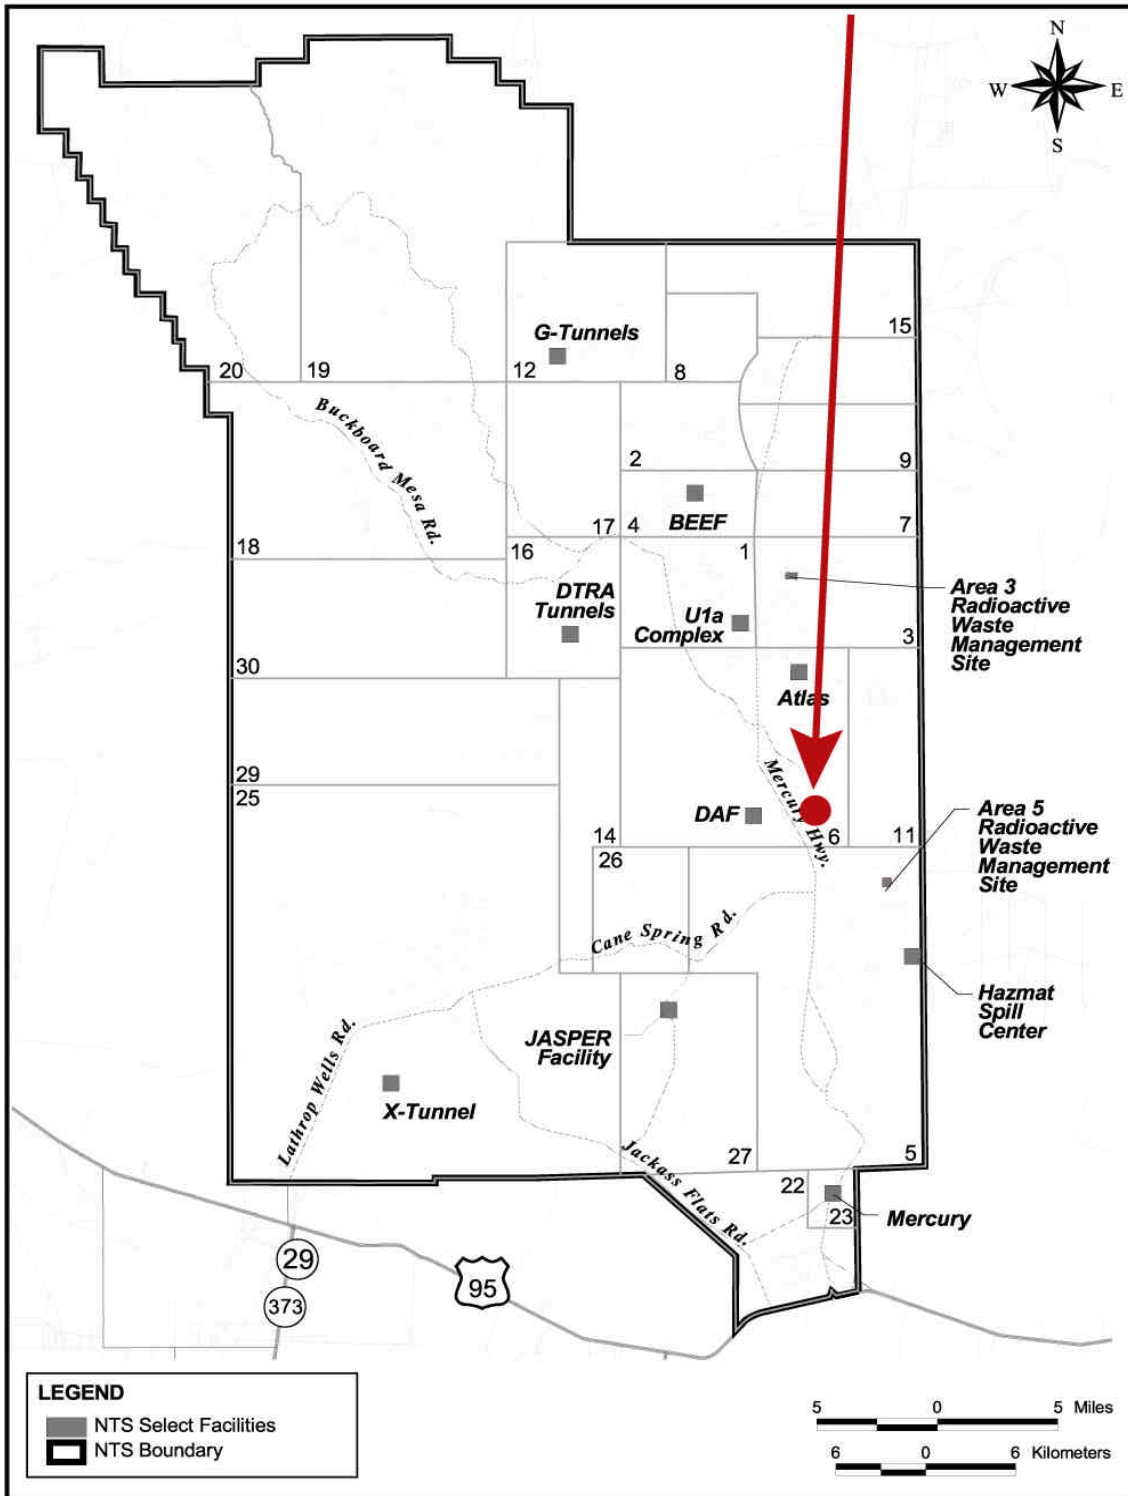 N
W
E
S
15
G-Tunnels
20
19
12
8
Buckboard Mesa Rd.
2
9
BEEF
17
4
7
18
16
1
DTRA
Tunnels
U1a
Complex
3
Area 3
Radioactive
Waste
Management
Site
30
Atlas
29
25
Mercury Hwy.
DAF
14
6
11
Area 5
Radioactive
Waste
Management
Site
26
Cane Spring Rd.
Hazmat
Spill
Center
JASPER
Facility
Lathrop Wells Rd.
X-Tunnel
Jackass Flats Rd.
27
5
22
23
Mercury
29
95
373
LEGEND
NTS Select Facilities
NTS Boundary
5 0 5 Miles
6 0 6 Kilometers